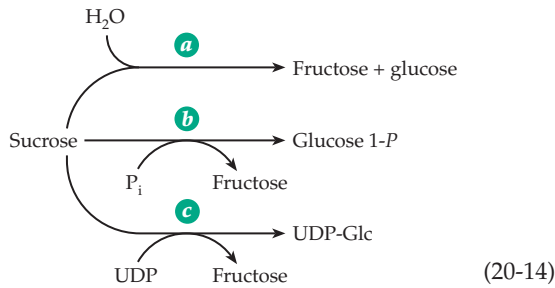 H₂O
a
Fructose + glucose
b
Sucrose
Glucose 1-P
Pᵢ
Fructose
c
UDP-Glc
UDP
Fructose
(20-14)